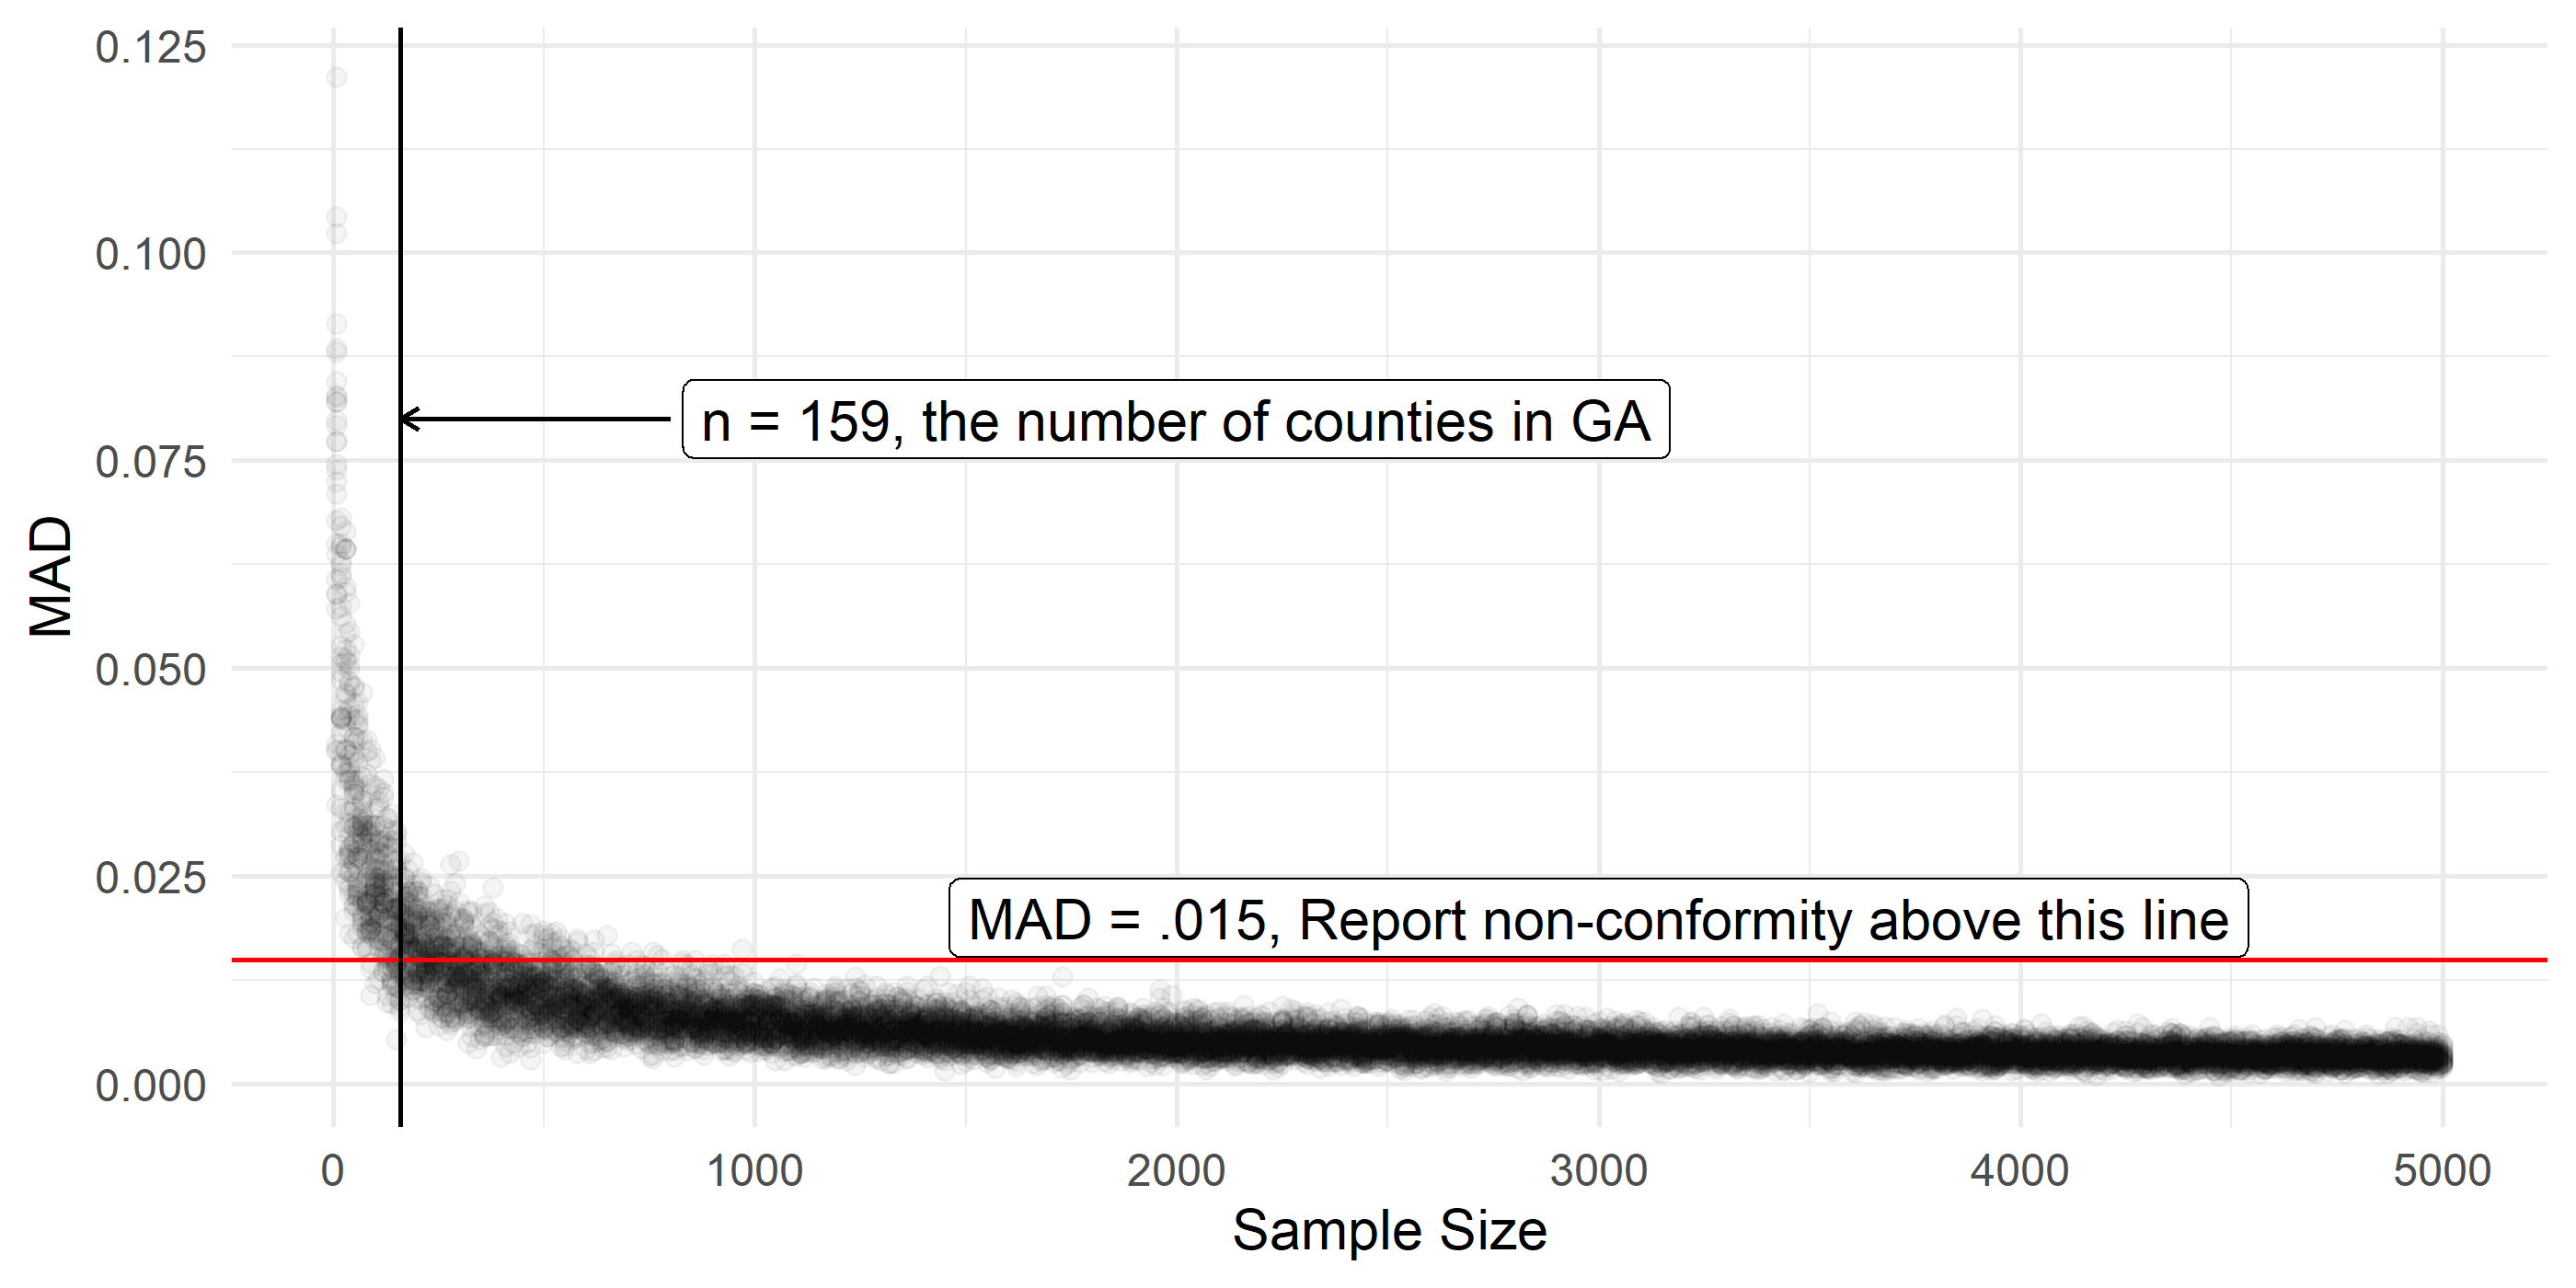 0.125
0.100
0.075
0.050
0.025
0.000
MAD
n = 159, the number of counties in GA
MAD = .015, Report non-conformity above this line
0 1000 2000 3000 4000 5000
Sample Size